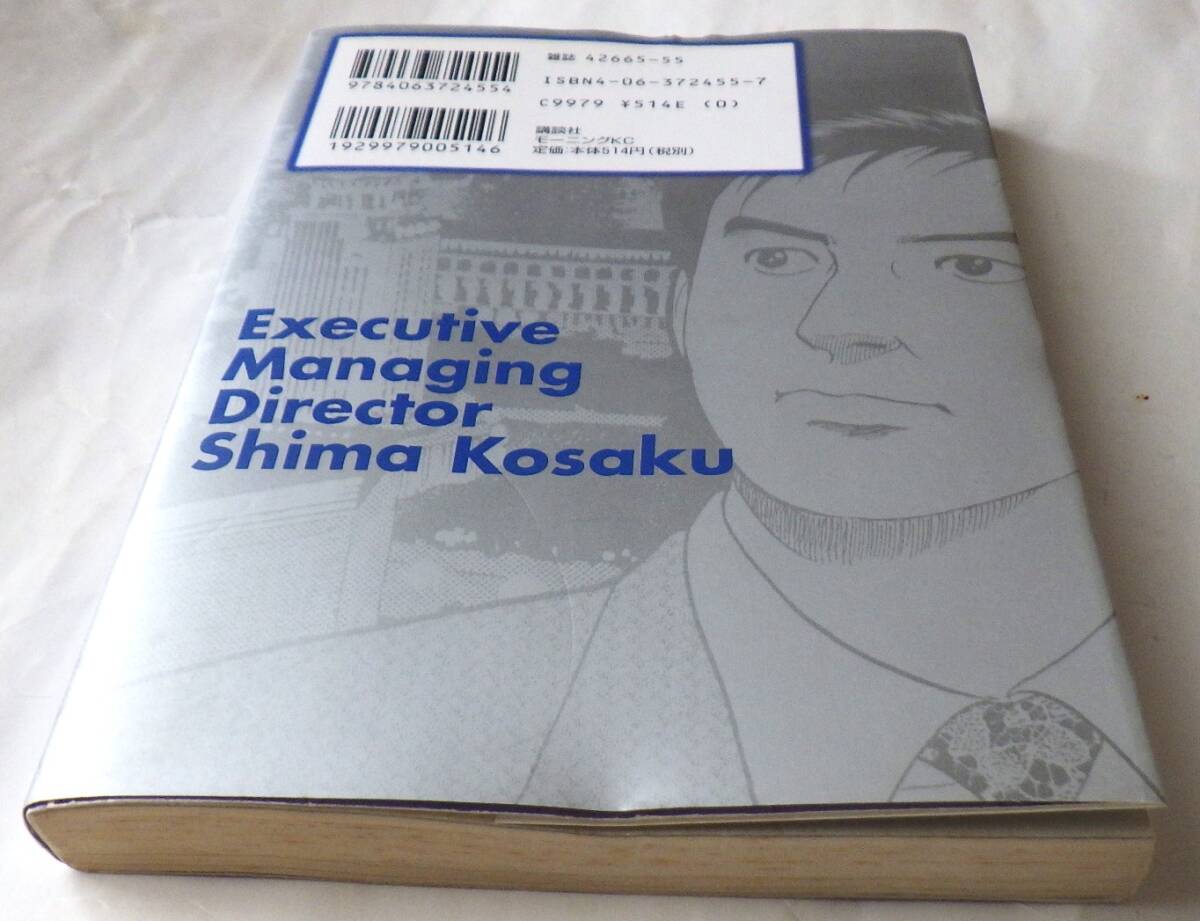 9784063724554
1929979005146
雑誌 42665-55
ISBN4-06-372455-7
C9979 ¥514E (0)
講談社
モーニングKC
定価:本体514円(税別)
Executive
Managing
Director
Shima Kosaku